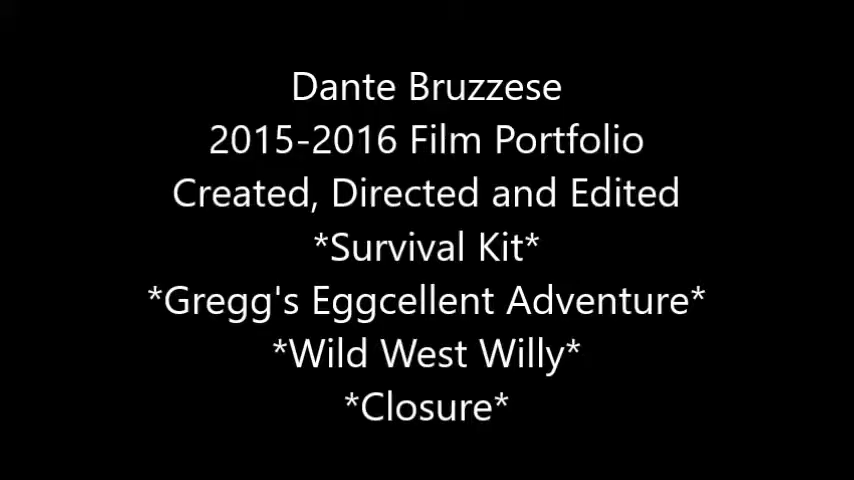 Dante Bruzzese
2015-2016 Film Portfolio
Created, Directed and Edited
*Survival Kit*
*Gregg's Eggcellent Adventure*
*Wild West Willy*
*Closure*